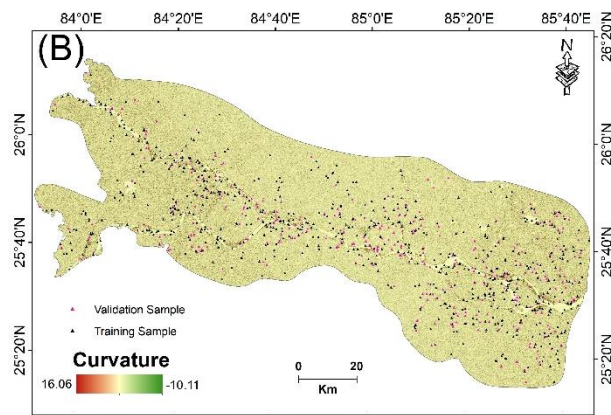 84°0'E 84°20'E 84°40'E 85°0'E 85°20'E 85°40'E
(B)
N
26°20'N
26°0'N 26°0'N
25°40'N 25°40'N
25°20'N 25°20'N
Validation Sample
Training Sample
Curvature
16.06 -10.11
0 20
Km